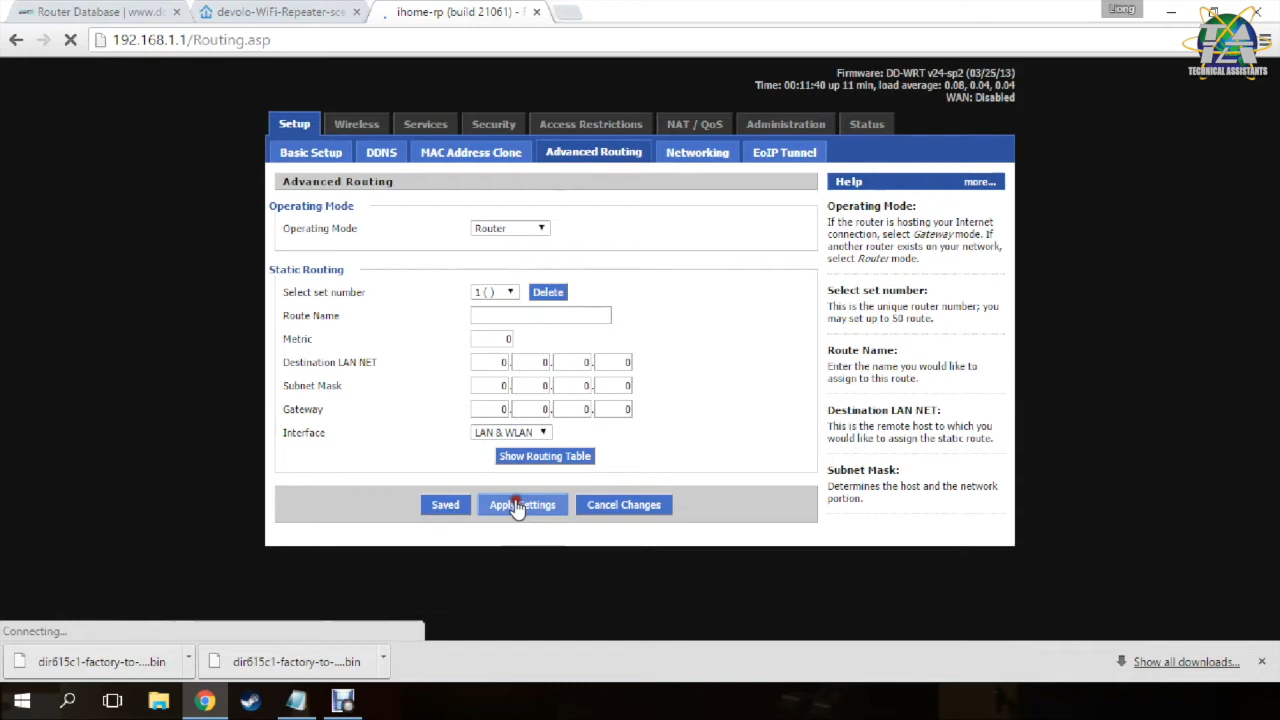 Router Database | www.dd
devolo-WiFi-Repeater-sce
ihome-rp (build 21061) -
Liong
192.168.1.1/Routing.asp
TECHNICAL ASSISTANTS
Firmware: DD-WRT v24-sp2 (03/25/13)
Time: 00:11:40 up 11 min, load average: 0.08, 0.04, 0.04
WAN: Disabled
Setup Wireless Services Security Access Restrictions NAT / QoS Administration Status
Basic Setup DDNS MAC Address Clone Advanced Routing Networking EoIP Tunnel
Advanced Routing
Operating Mode
Operating Mode Router
Static Routing
Select set number 1 ( ) Delete
Route Name
Metric 0
Destination LAN NET 0. 0. 0. 0
Subnet Mask 0. 0. 0. 0
Gateway 0. 0. 0. 0
Interface LAN & WLAN
Show Routing Table
Saved Apply Settings Cancel Changes
Help more...
Operating Mode:
If the router is hosting your Internet
connection, select Gateway mode. If
another router exists on your network,
select Router mode.
Select set number:
This is the unique router number; you
may set up to 50 route.
Route Name:
Enter the name you would like to
assign to this route.
Destination LAN NET:
This is the remote host to which you
would like to assign the static route.
Subnet Mask:
Determines the host and the network
portion.
Connecting...
dir615c1-factory-to-....bin
dir615c1-factory-to-....bin
Show all downloads...